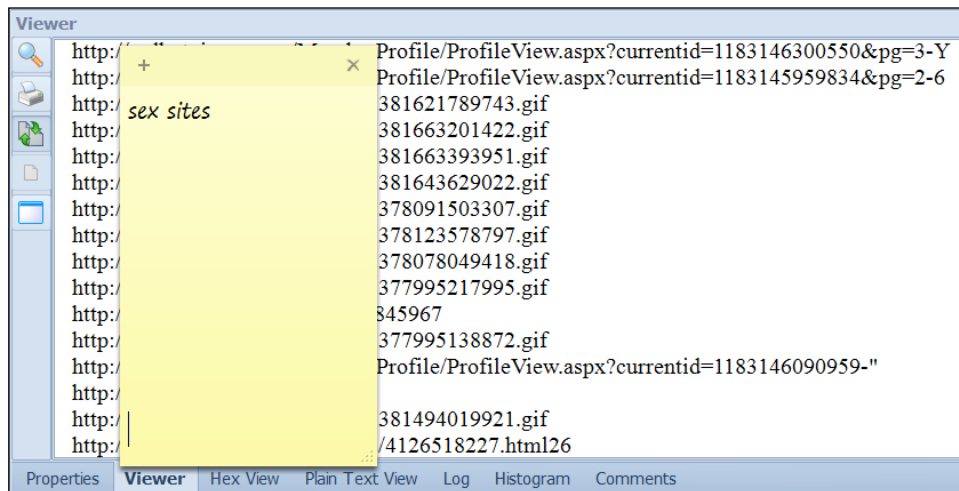 Viewer
http:/ Profile/ProfileView.aspx?currentid=1183146300550&pg=3-Y
http:/ Profile/ProfileView.aspx?currentid=1183145959834&pg=2-6
http:/ 381621789743.gif
sex sites
http:/ 381663201422.gif
http:/ 381663393951.gif
http:/ 381643629022.gif
http:/ 378091503307.gif
http:/ 378123578797.gif
http:/ 378078049418.gif
http:/ 377995217995.gif
http:/ 845967
http:/ 377995138872.gif
http:/ Profile/ProfileView.aspx?currentid=1183146090959-"
http:/
http:/ 381494019921.gif
http:/ /4126518227.html26
Properties Viewer Hex View Plain Text View Log Histogram Comments